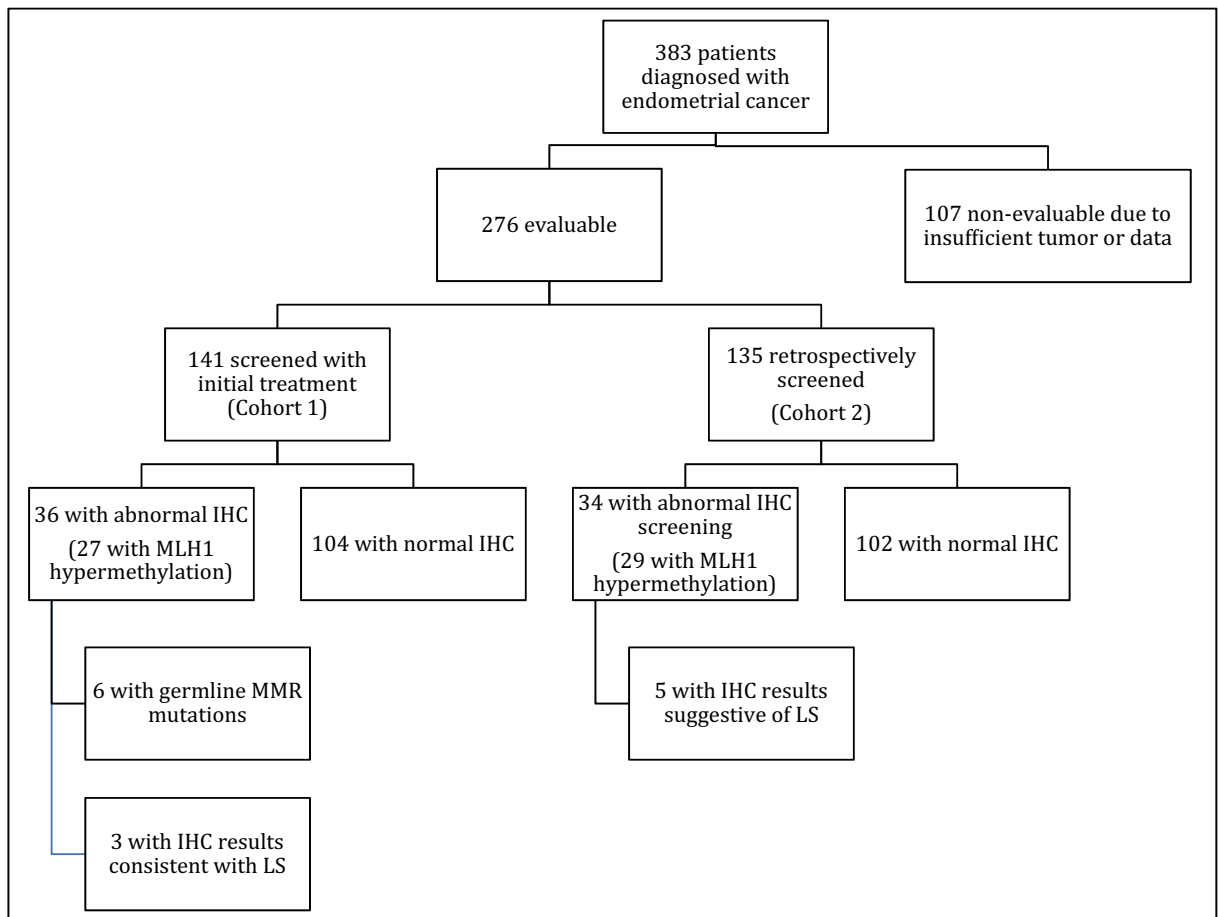 383 patients
diagnosed with
endometrial cancer
276 evaluable
107 non-evaluable due to
insufficient tumor or data
141 screened with
initial treatment
(Cohort 1)
135 retrospectively
screened
(Cohort 2)
36 with abnormal IHC
(27 with MLH1
hypermethylation)
104 with normal IHC
34 with abnormal IHC
screening
(29 with MLH1
hypermethylation)
102 with normal IHC
6 with germline MMR
mutations
5 with IHC results
suggestive of LS
3 with IHC results
consistent with LS